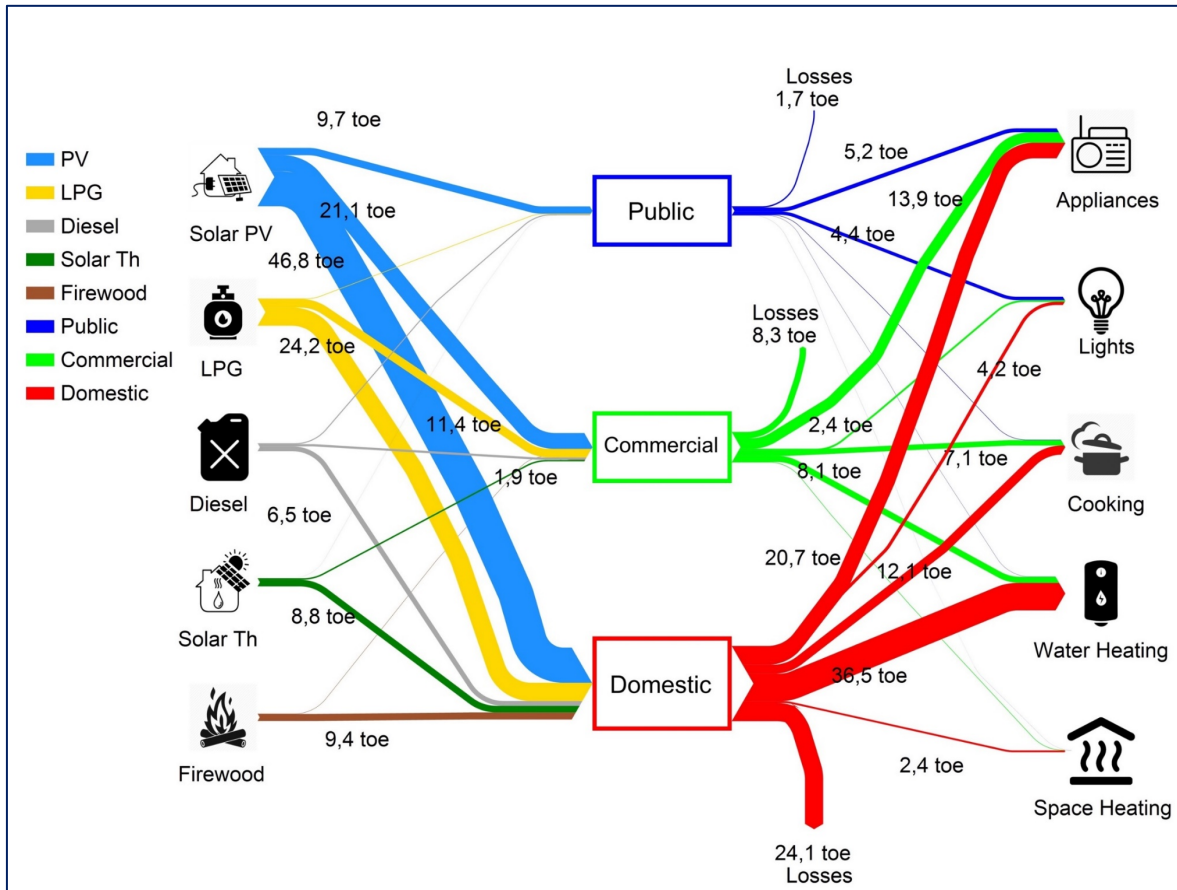 PV
LPG
Diesel
Solar Th
Firewood
Public
Commercial
Domestic
Solar PV
LPG
Diesel
Solar Th
Firewood
9,7 toe
21,1 toe
46,8 toe
24,2 toe
11,4 toe
1,9 toe
6,5 toe
8,8 toe
9,4 toe
Public
Commercial
Domestic
Losses
1,7 toe
5,2 toe
13,9 toe
4,4 toe
Losses
8,3 toe
4,2 toe
2,4 toe
7,1 toe
8,1 toe
20,7 toe
12,1 toe
36,5 toe
2,4 toe
24,1 toe
Losses
Appliances
Lights
Cooking
Water Heating
Space Heating